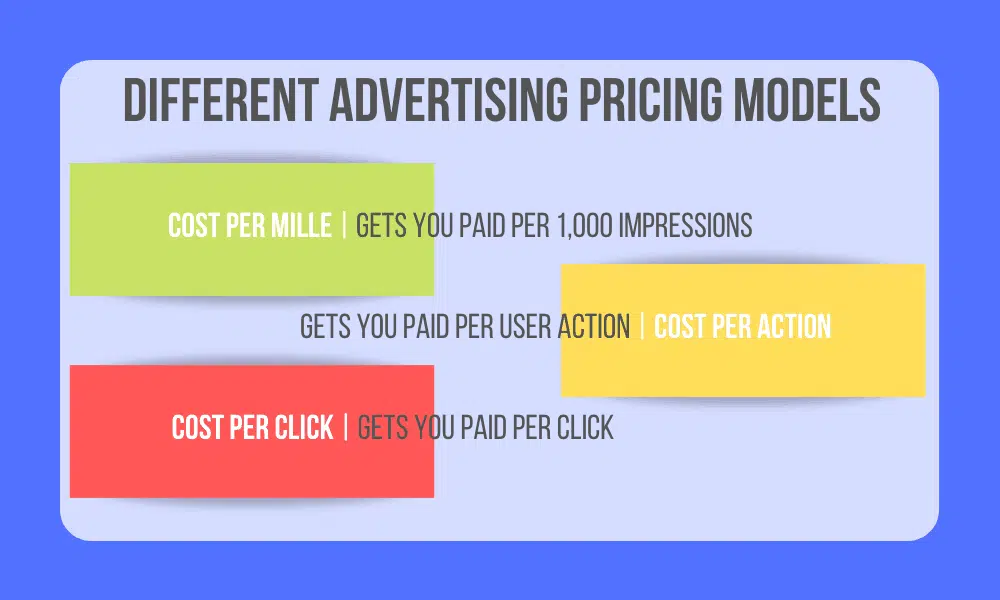 DIFFERENT ADVERTISING PRICING MODELS
COST PER MILLE | GETS YOU PAID PER 1,000 IMPRESSIONS
GETS YOU PAID PER USER ACTION | COST PER ACTION
COST PER CLICK | GETS YOU PAID PER CLICK